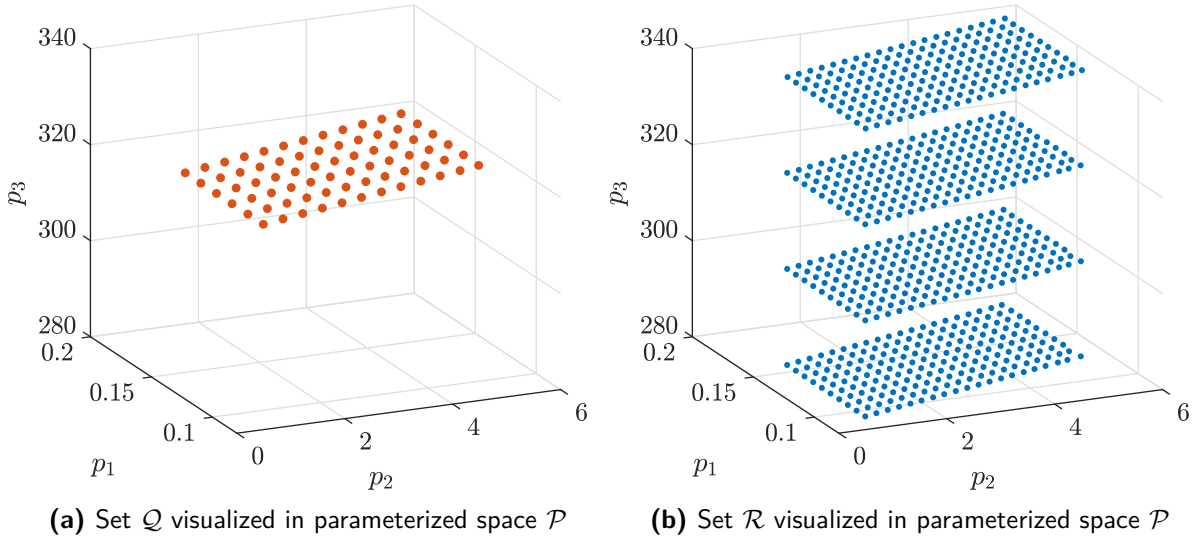 340
320
300
280
0.2
0.15
0.1
0
2
4
6
p3
p1
p2
(a) Set 𝒬 visualized in parameterized space 𝒫
340
320
300
280
0.2
0.15
0.1
0
2
4
6
p3
p1
p2
(b) Set ℛ visualized in parameterized space 𝒫